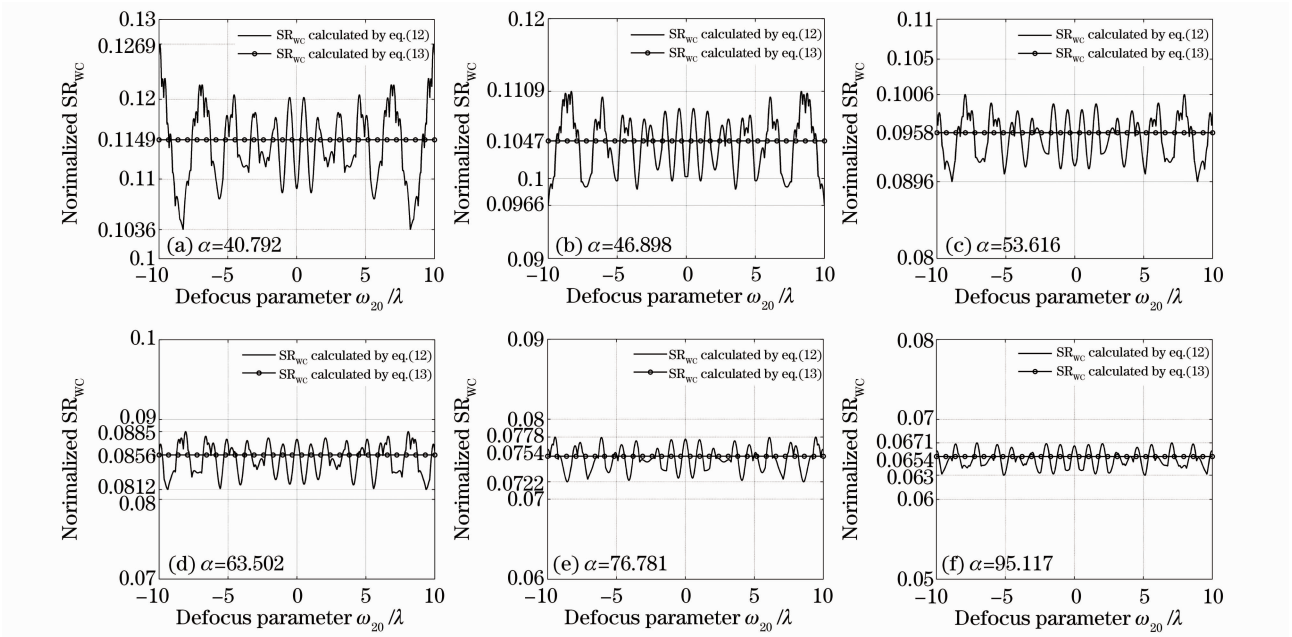 0.13
0.1269
0.12
0.1149
0.11
0.1036
0.1
Norimalized SR_WC
SR_WC calculated by eq.(12)
SR_WC calculated by eq.(13)
(a) α=40.792
−10 −5 0 5 10
Defocus parameter ω_20/λ
0.12
0.1109
0.1047
0.1
0.0966
0.09
Norimalized SR_WC
SR_WC calculated by eq.(12)
SR_WC calculated by eq.(13)
(b) α=46.898
−10 −5 0 5 10
Defocus parameter ω_20/λ
0.11
0.105
0.1006
0.0958
0.0896
0.08
Norimalized SR_WC
SR_WC calculated by eq.(12)
SR_WC calculated by eq.(13)
(c) α=53.616
−10 −5 0 5 10
Defocus parameter ω_20/λ
0.1
0.09
0.0885
0.0856
0.0812
0.08
0.07
Norimalized SR_WC
SR_WC calculated by eq.(12)
SR_WC calculated by eq.(13)
(d) α=63.502
−10 −5 0 5 10
Defocus parameter ω_20/λ
0.09
0.08
0.0778
0.0754
0.0722
0.07
0.06
Norimalized SR_WC
SR_WC calculated by eq.(12)
SR_WC calculated by eq.(13)
(e) α=76.781
−10 −5 0 5 10
Defocus parameter ω_20/λ
0.08
0.07
0.0671
0.0654
0.063
0.06
0.05
Norimalized SR_WC
SR_WC calculated by eq.(12)
SR_WC calculated by eq.(13)
(f) α=95.117
−10 −5 0 5 10
Defocus parameter ω_20/λ